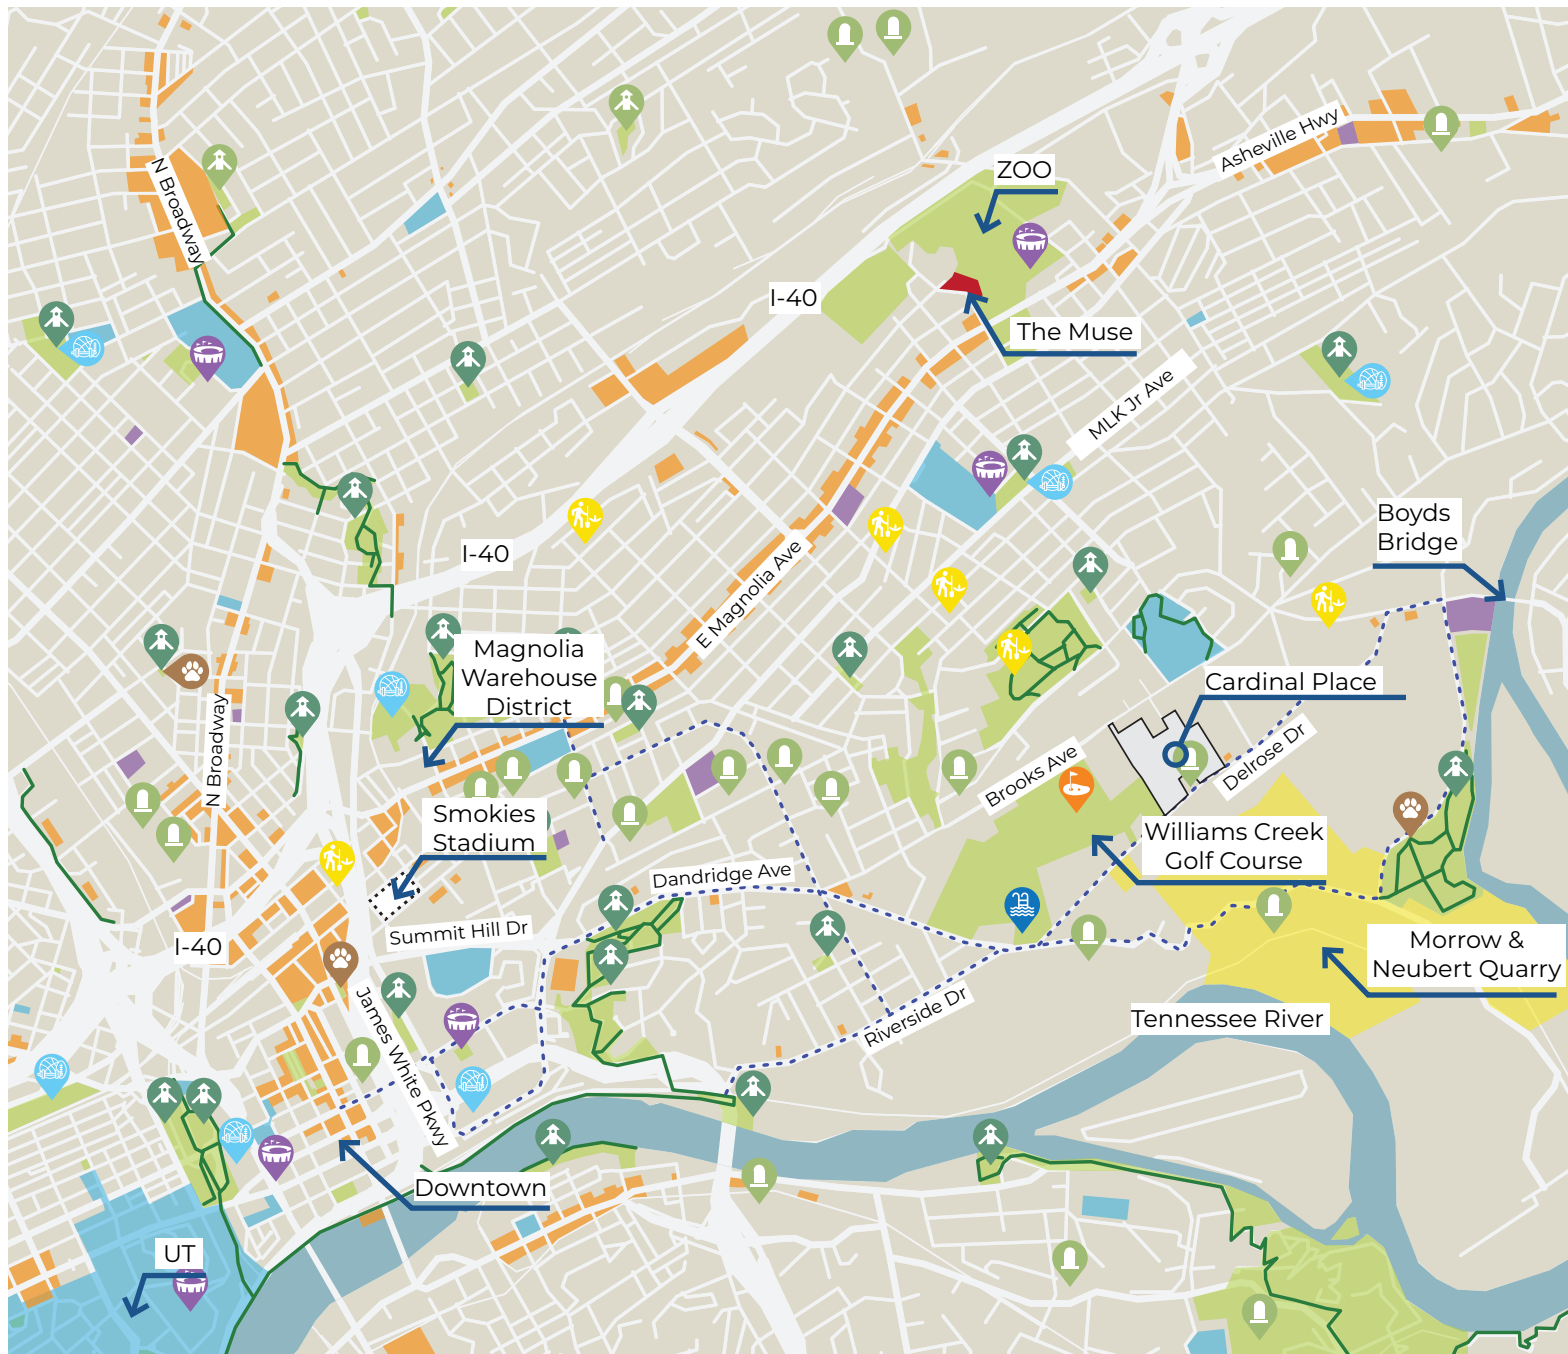 Asheville Hwy
ZOO
N Broadway
I-40
The Muse
MLK Jr Ave
Boyds
Bridge
I-40
E Magnolia Ave
Magnolia
Warehouse
District
Cardinal Place
N Broadway
Delrose Dr
Brooks Ave
Smokies
Stadium
Williams Creek
Golf Course
Dandridge Ave
Summit Hill Dr
I-40
Morrow &
Neubert Quarry
James White Pkwy
Riverside Dr
Tennessee River
Downtown
UT